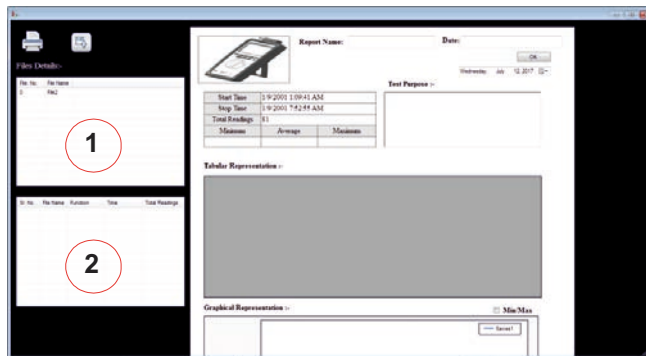 Files Details:-
File No. File Name
0 File2
1
Sr. No. File Name Function Time Total Readings
2
Report Name: Date:
OK
Wednesday, July 12, 2017
Test Purpose :-
Start Time 1/9/2001 1:09:41 AM
Stop Time 1/9/2001 7:52:55 AM
Total Readings 81
Minimum Average Maximum
Tabular Representation :-
Graphical Representation :- Min/Max
Series1